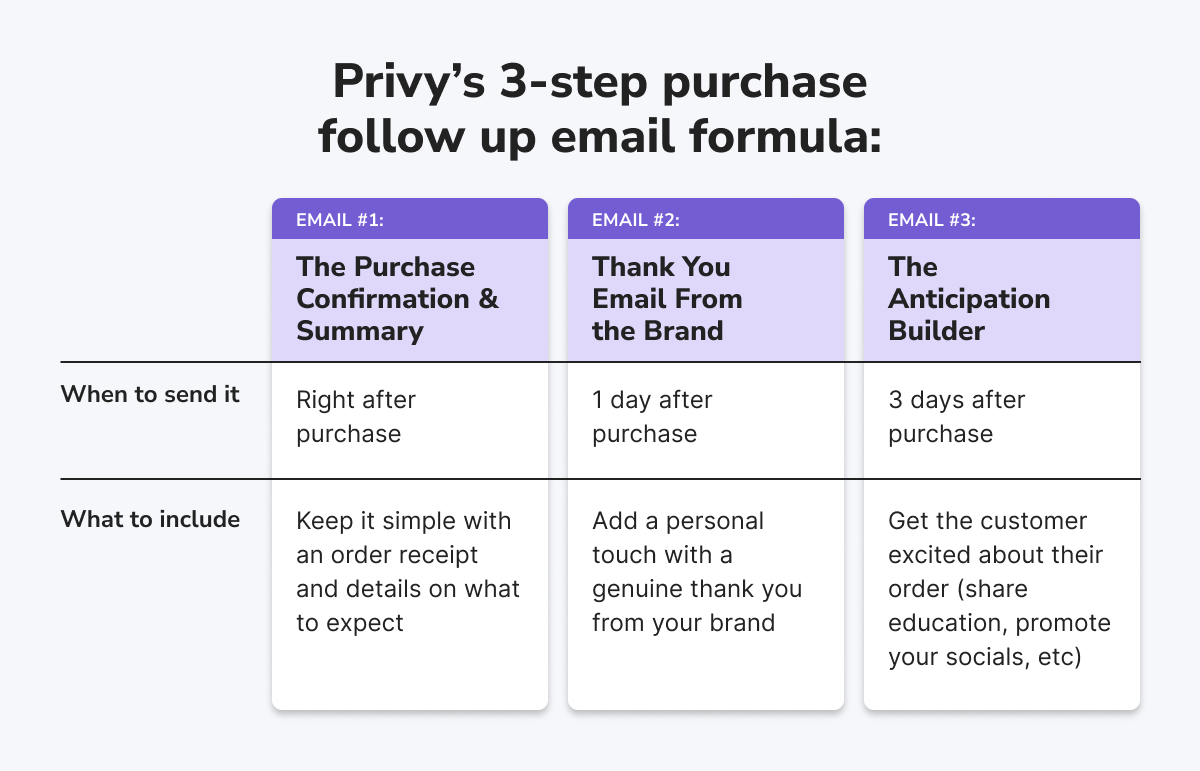 Privy’s 3-step purchase
follow up email formula:
EMAIL #1:
The Purchase
Confirmation &
Summary
EMAIL #2:
Thank You
Email From
the Brand
EMAIL #3:
The
Anticipation
Builder
When to send it
Right after
purchase
1 day after
purchase
3 days after
purchase
What to include
Keep it simple with
an order receipt
and details on what
to expect
Add a personal
touch with a
genuine thank you
from your brand
Get the customer
excited about their
order (share
education, promote
your socials, etc)